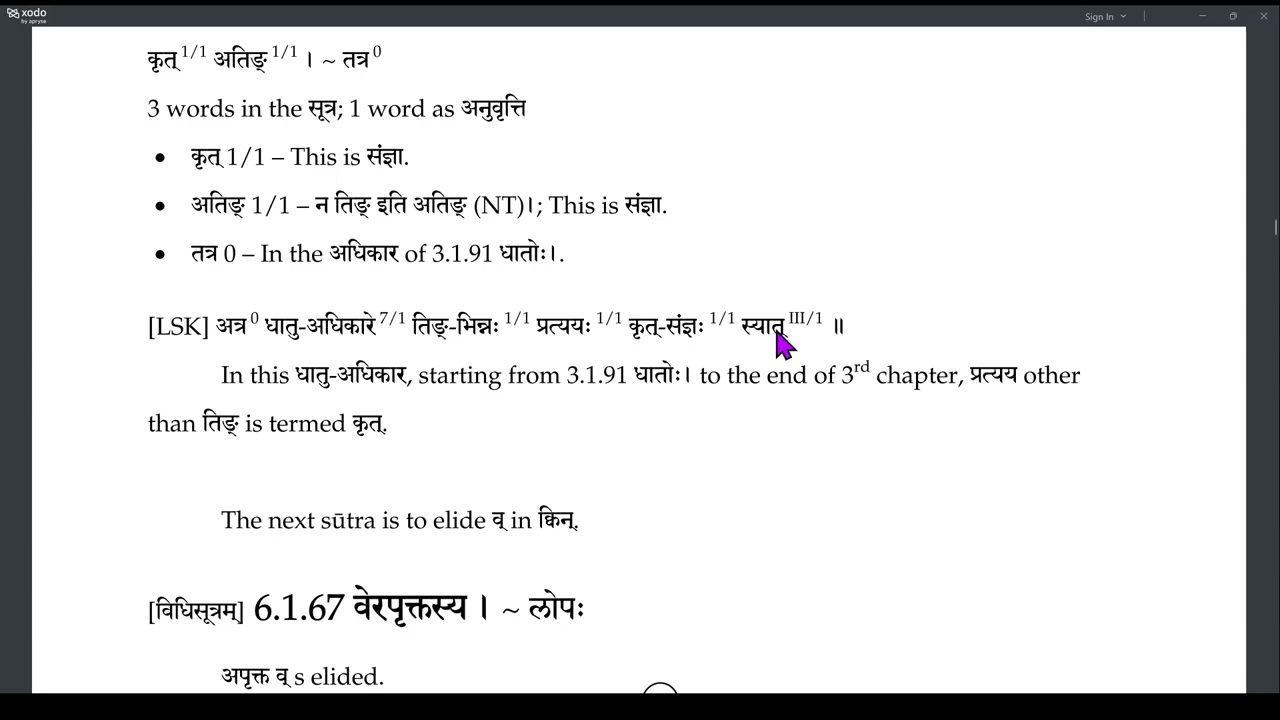 xodo
by apryse
Sign In
कृत् 1/1 अतिङ् 1/1 । ~ तत्र 0
3 words in the सूत्र; 1 word as अनुवृत्ति
• कृत् 1/1 – This is संज्ञा.
• अतिङ् 1/1 – न तिङ् इति अतिङ् (NT)।; This is संज्ञा.
• तत्र 0 – In the अधिकार of 3.1.91 धातोः।.
[LSK] अत्र 0 धातु-अधिकारे 7/1 तिङ्-भिन्नः 1/1 प्रत्ययः 1/1 कृत्-संज्ञः 1/1 स्यात् III/1 ॥
In this धातु-अधिकार, starting from 3.1.91 धातोः। to the end of 3rd chapter, प्रत्यय other
than तिङ् is termed कृत्.
The next sūtra is to elide व् in क्विन्.
[विधिसूत्रम्] 6.1.67 वेरपृक्तस्य । ~ लोपः
अपृक्त व् s elided.